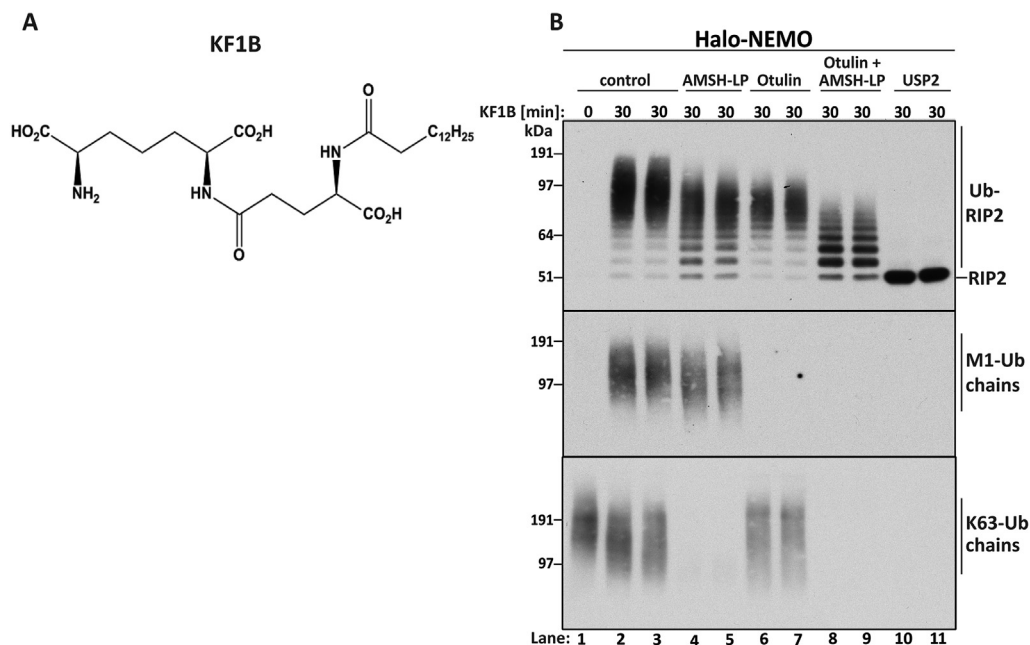 A
KF1B
HO2C
CO2H
NH2
HN
O
HN
O
C12H25
CO2H
B
Halo-NEMO
control AMSH-LP Otulin Otulin + AMSH-LP USP2
KF1B [min]: 0 30 30 30 30 30 30 30 30 30 30
kDa
191
97
64
51
Ub-
RIP2
RIP2
191
97
M1-Ub
chains
191
97
K63-Ub
chains
Lane: 1 2 3 4 5 6 7 8 9 10 11